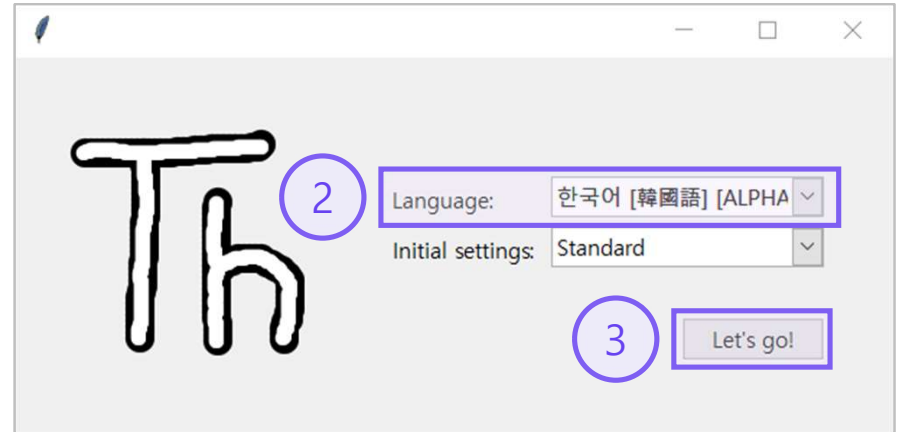 Th
2
Language:
한국어 [韓國語] [ALPHA
Initial settings:
Standard
3
Let's go!